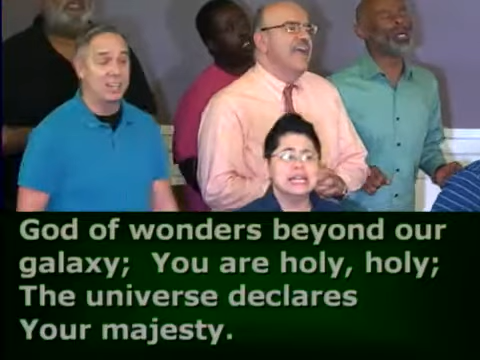 God of wonders beyond our
galaxy;  You are holy, holy;
The universe declares
Your majesty.